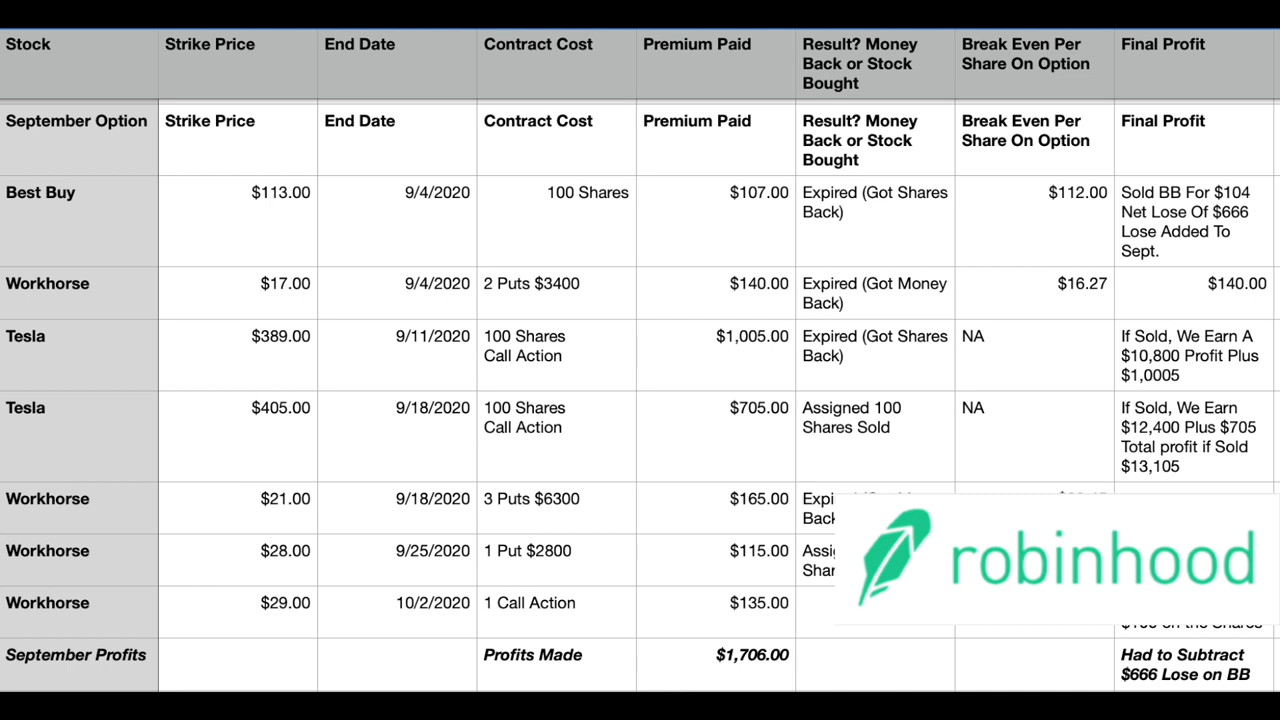 Stock Strike Price End Date Contract Cost Premium Paid Result? Money Break Even Per Final Profit
Back or Stock Share On Option
Bought
September Option Strike Price End Date Contract Cost Premium Paid Result? Money Break Even Per Final Profit
Back or Stock Share On Option
Bought
Best Buy $113.00 9/4/2020 100 Shares $107.00 Expired (Got Shares $112.00 Sold BB For $104
Back) Net Lose Of $666
Lose Added To
Sept.
Workhorse $17.00 9/4/2020 2 Puts $3400 $140.00 Expired (Got Money $16.27 $140.00
Back)
Tesla $389.00 9/11/2020 100 Shares $1,005.00 Expired (Got Shares NA If Sold, We Earn A
Call Action Back) $10,800 Profit Plus
$1,0005
Tesla $405.00 9/18/2020 100 Shares $705.00 Assigned 100 NA If Sold, We Earn
Call Action Shares Sold $12,400 Plus $705
Total profit if Sold
$13,105
Workhorse $21.00 9/18/2020 3 Puts $6300 $165.00
Workhorse $28.00 9/25/2020 1 Put $2800 $115.00
robinhood
Workhorse $29.00 10/2/2020 1 Call Action $135.00
September Profits Profits Made $1,706.00 Had to Subtract
$666 Lose on BB